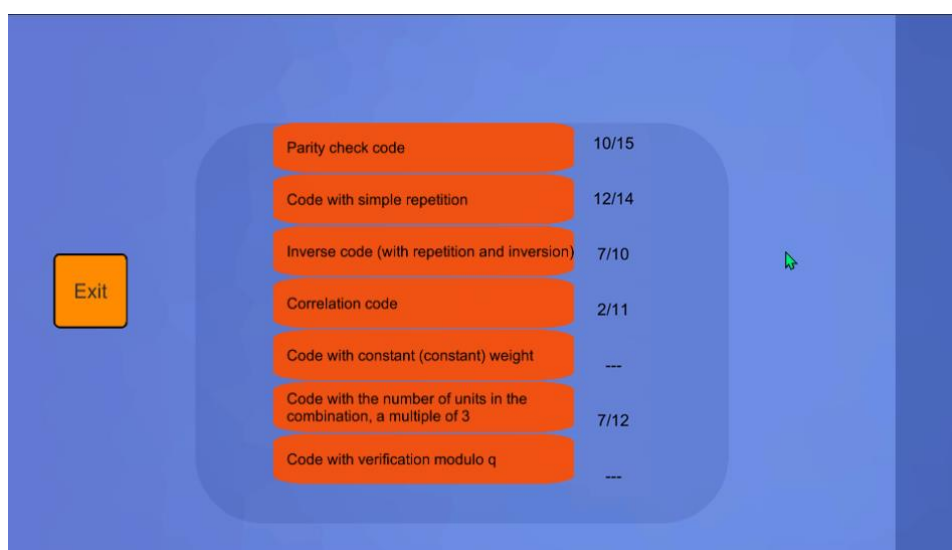 Parity check code 10/15
Code with simple repetition 12/14
Inverse code (with repetition and inversion) 7/10
Exit
Correlation code 2/11
Code with constant (constant) weight ---
Code with the number of units in the
combination, a multiple of 3 7/12
Code with verification modulo q ---